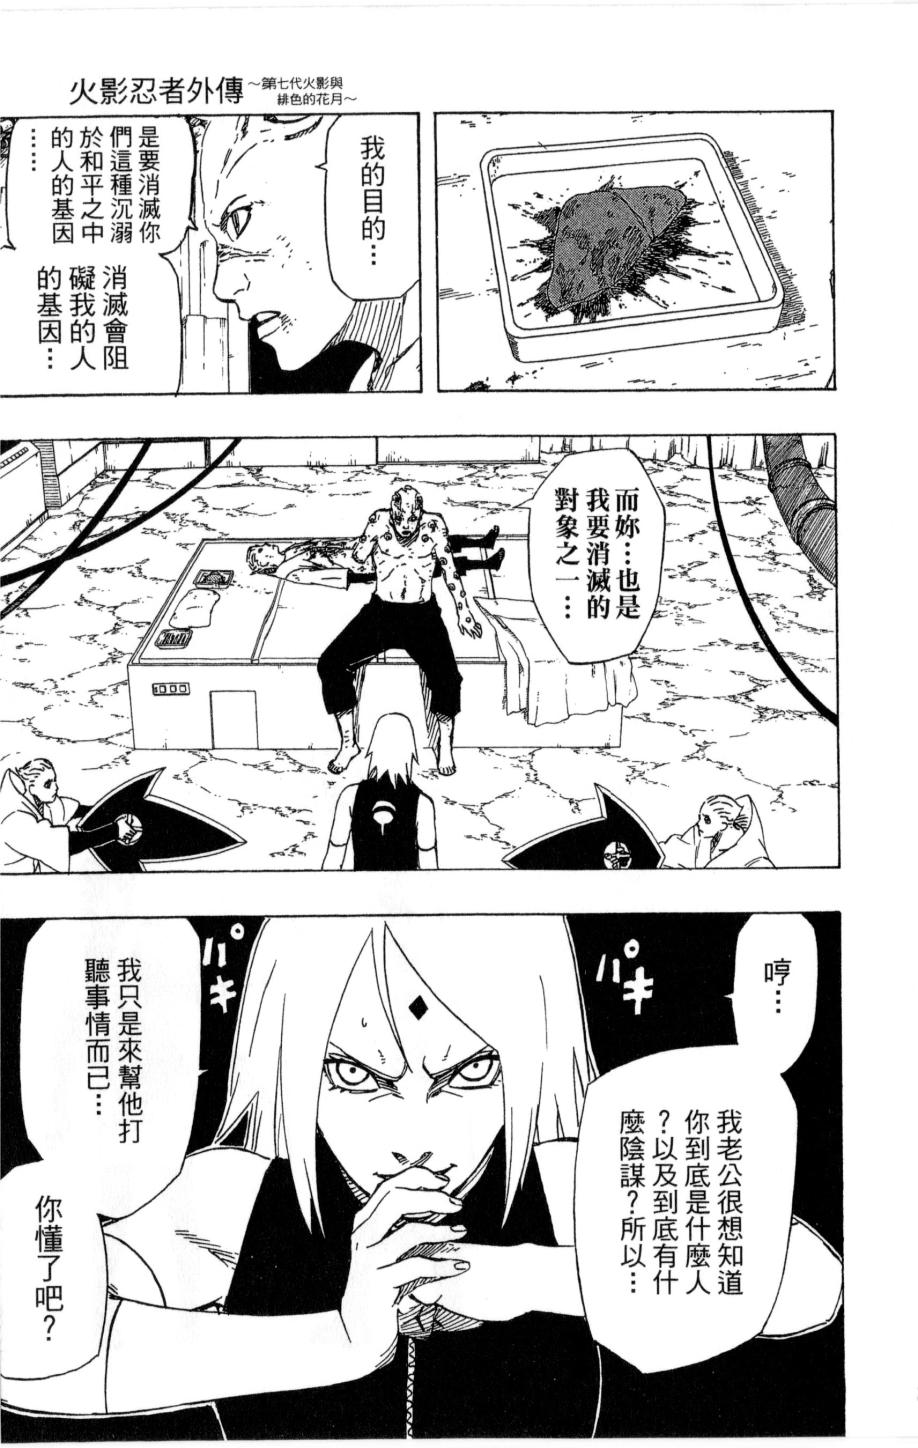 火影忍者外傳
～第七代火影與
緋色的花月～
我的目的…
是要消滅你
們這種沉溺
於和平之中
的人的基因
……
消滅會阻
礙我的人
的基因…
而妳…也是
我要消滅的
對象之一…
哼…
我老公很想知道
你到底是什麼人
？以及到底有什
麼陰謀？所以…
パキ
パキ
我只是來幫他打
聽事情而已…
你懂了吧？